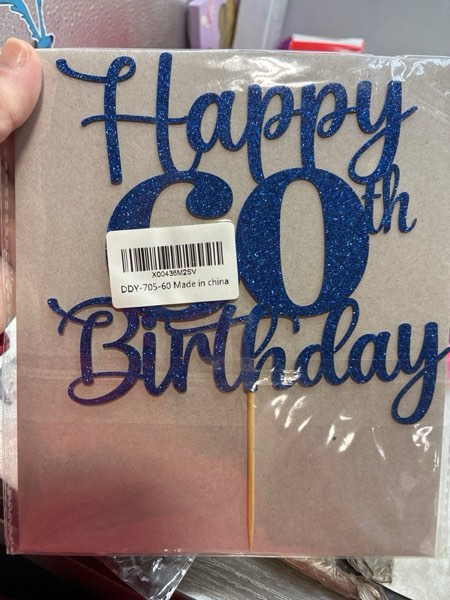 Happy
60th
X00436M2SV
DDY-705-60 Made in china
Birthday